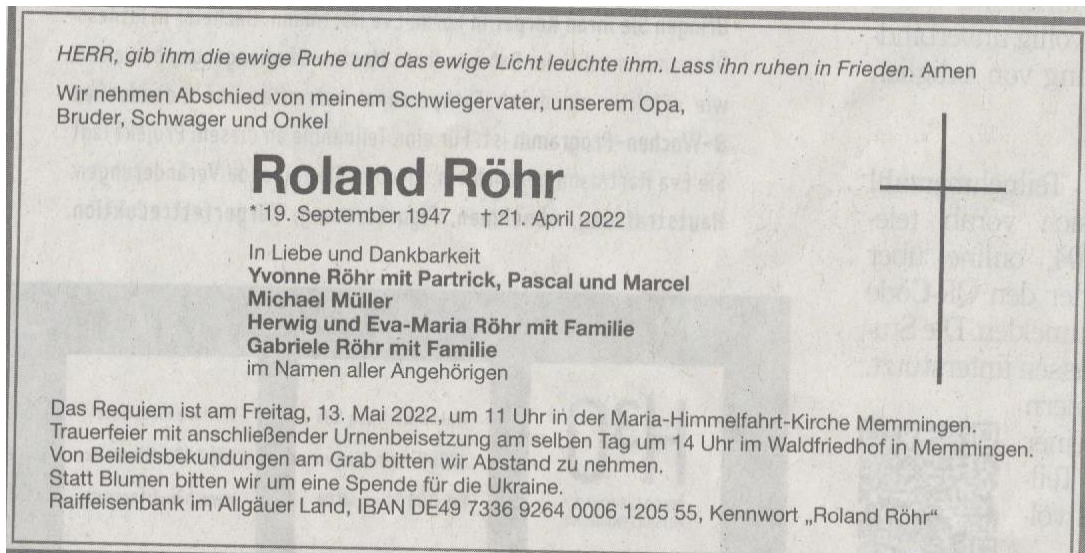 HERR, gib ihm die ewige Ruhe und das ewige Licht leuchte ihm. Lass ihn ruhen in Frieden. Amen
Wir nehmen Abschied von meinem Schwiegervater, unserem Opa,
Bruder, Schwager und Onkel
Roland Röhr
* 19. September 1947 † 21. April 2022
In Liebe und Dankbarkeit
Yvonne Röhr mit Partrick, Pascal und Marcel
Michael Müller
Herwig und Eva-Maria Röhr mit Familie
Gabriele Röhr mit Familie
im Namen aller Angehörigen
Das Requiem ist am Freitag, 13. Mai 2022, um 11 Uhr in der Maria-Himmelfahrt-Kirche Memmingen.
Trauerfeier mit anschließender Urnenbeisetzung am selben Tag um 14 Uhr im Waldfriedhof in Memmingen.
Von Beileidsbekundungen am Grab bitten wir Abstand zu nehmen.
Statt Blumen bitten wir um eine Spende für die Ukraine.
Raiffeisenbank im Allgäuer Land, IBAN DE49 7336 9264 0006 1205 55, Kennwort „Roland Röhr“